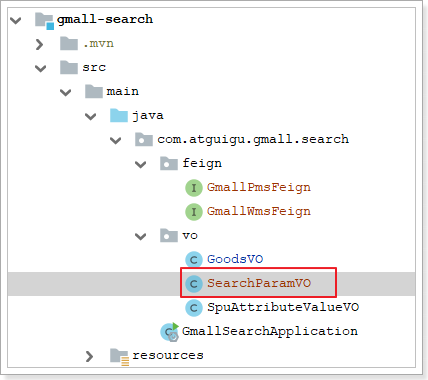 gmall-search
.mvn
src
main
java
com.atguigu.gmall.search
feign
I GmallPmsFeign
I GmallWmsFeign
vo
C GoodsVO
C SearchParamVO
C SpuAttributeValueVO
C GmallSearchApplication
resources